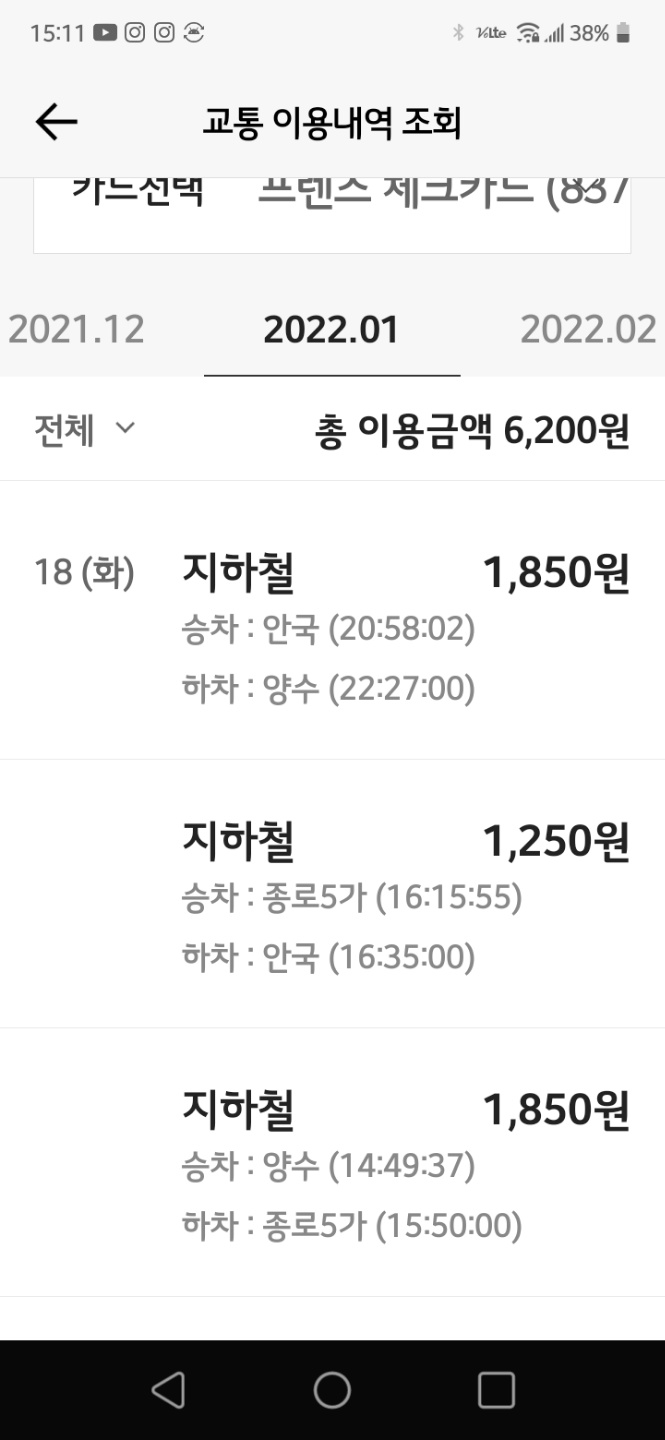 15:11 VoLTE 38%
교통 이용내역 조회
카드선택 프렌즈 체크카드 (837
2021.12 2022.01 2022.02
전체 총 이용금액 6,200원
18 (화) 지하철 1,850원
승차 : 안국 (20:58:02)
하차 : 양수 (22:27:00)
지하철 1,250원
승차 : 종로5가 (16:15:55)
하차 : 안국 (16:35:00)
지하철 1,850원
승차 : 양수 (14:49:37)
하차 : 종로5가 (15:50:00)